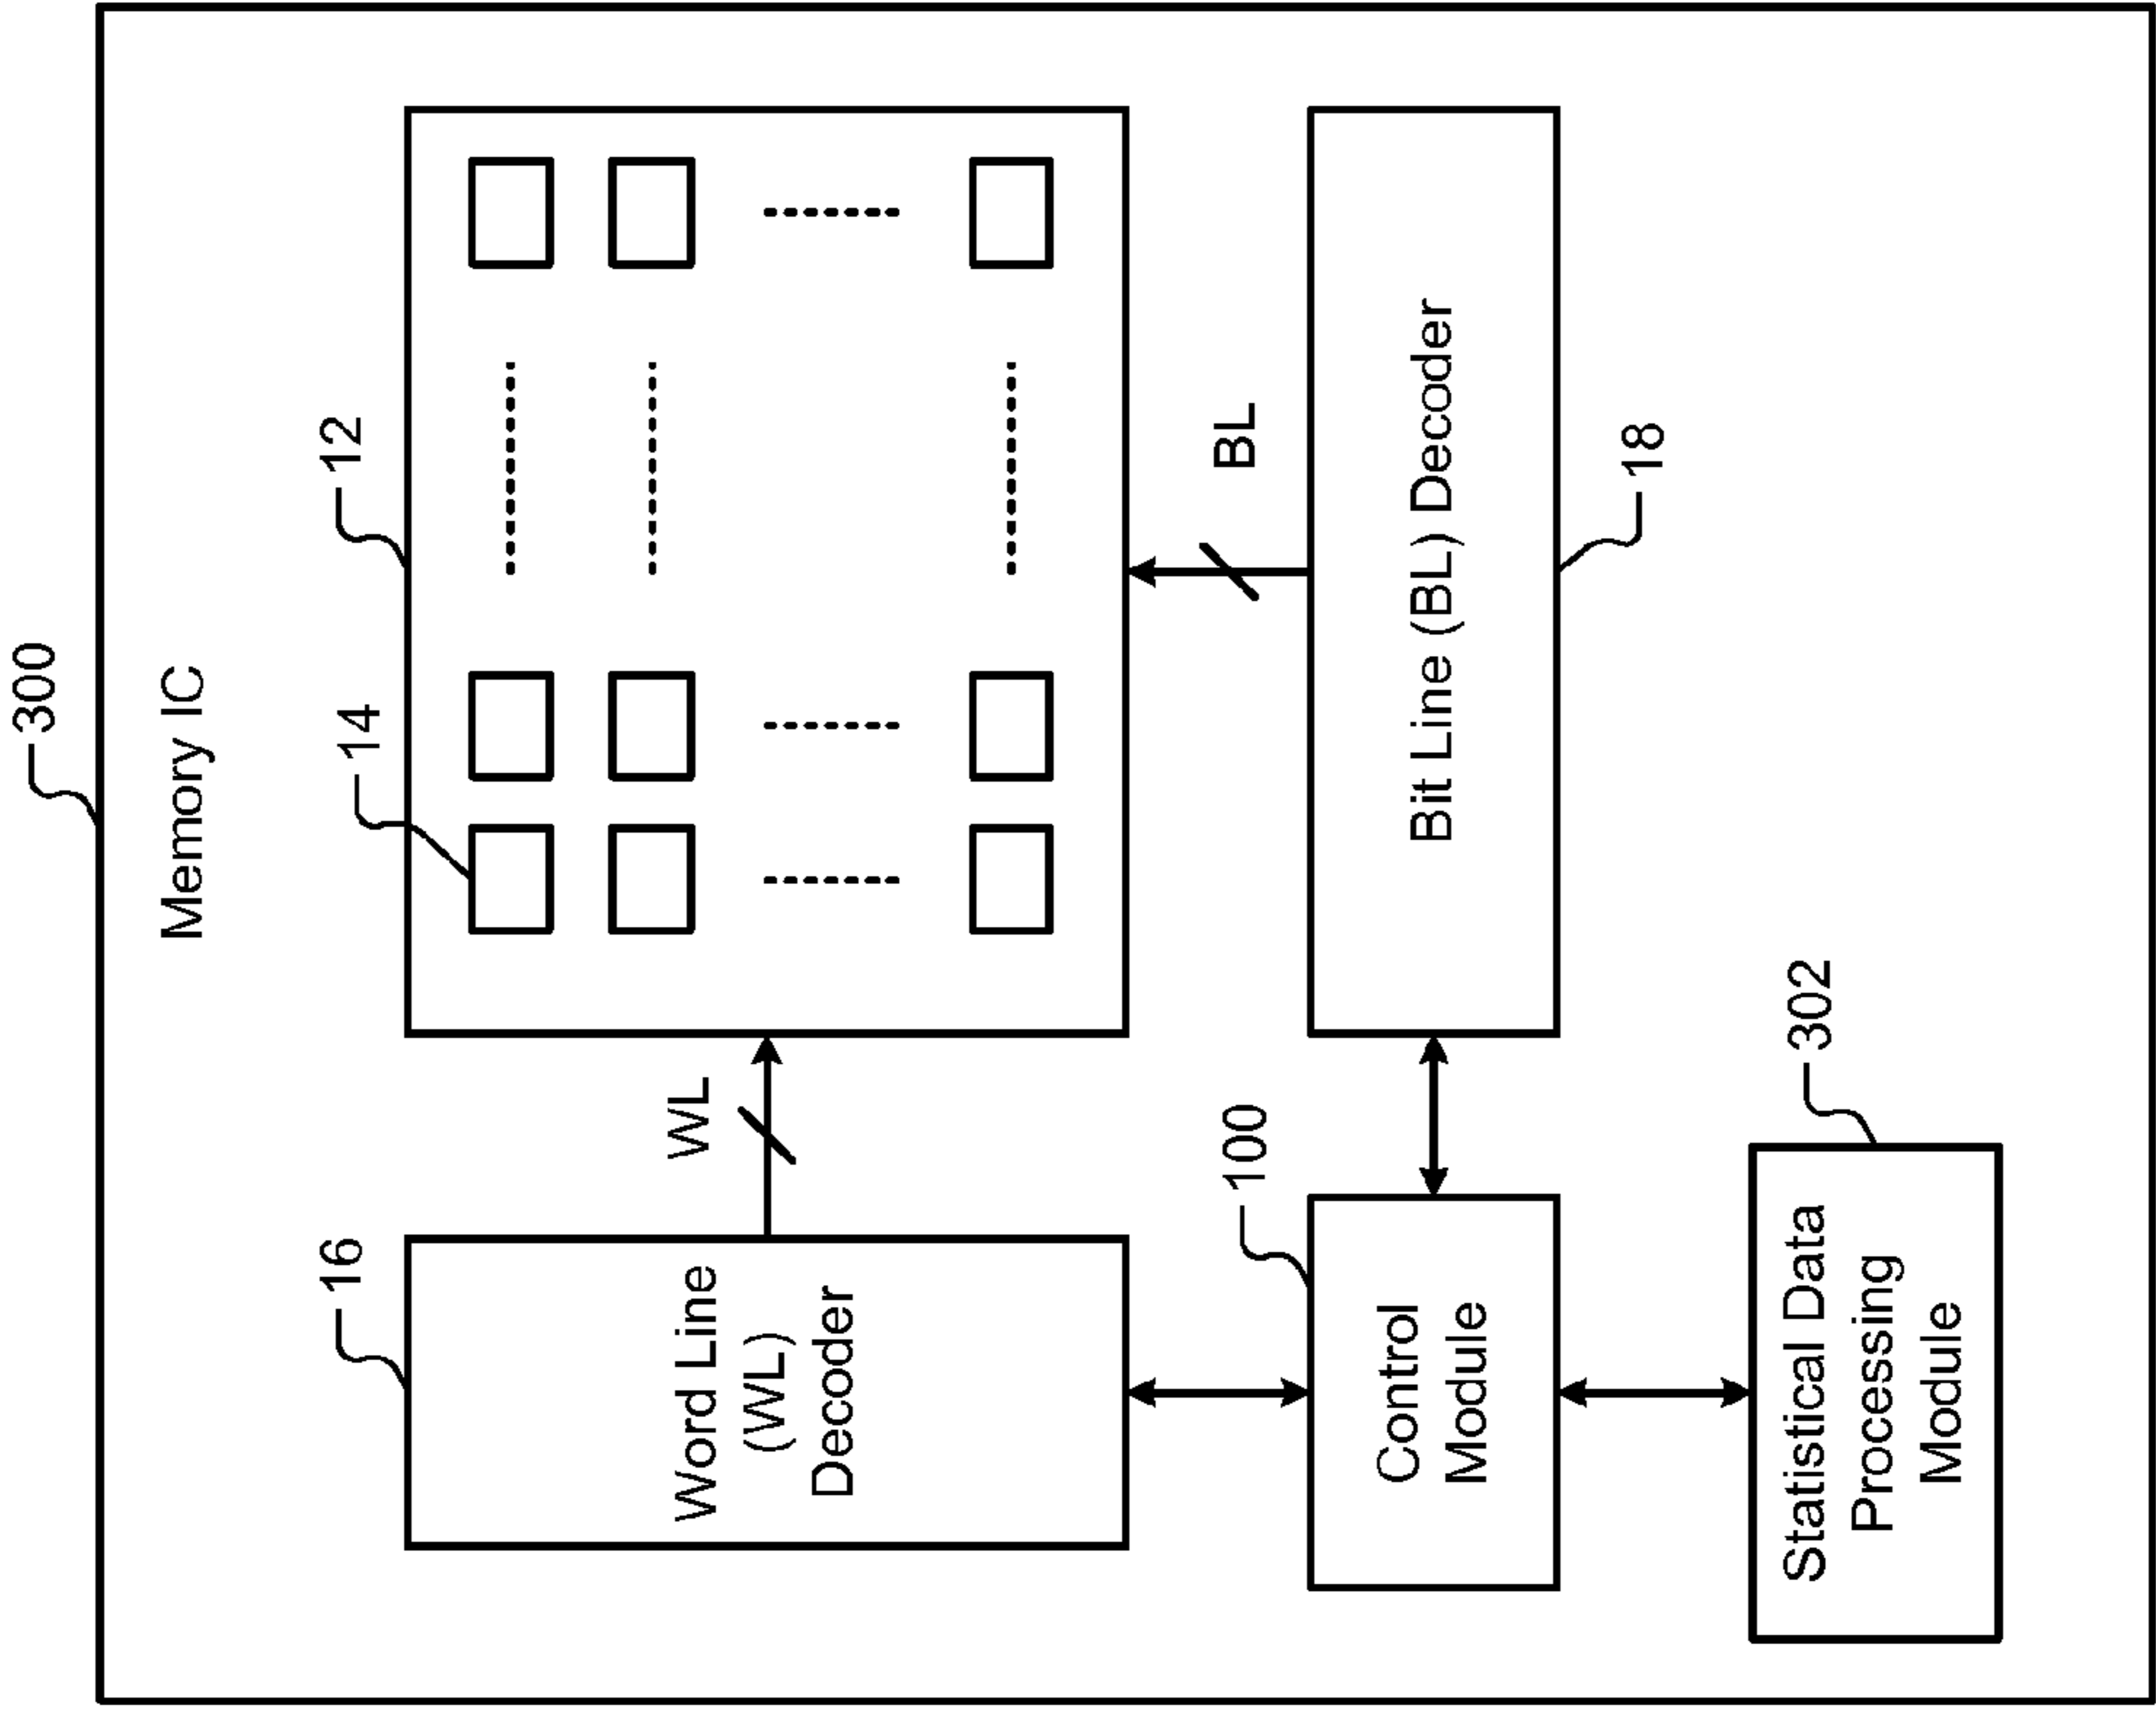 300
Memory IC
16
12
14
Word Line
(WL)
Decoder
WL
BL
100
Control
Module
Bit Line (BL) Decoder
18
302
Statistical Data
Processing
Module